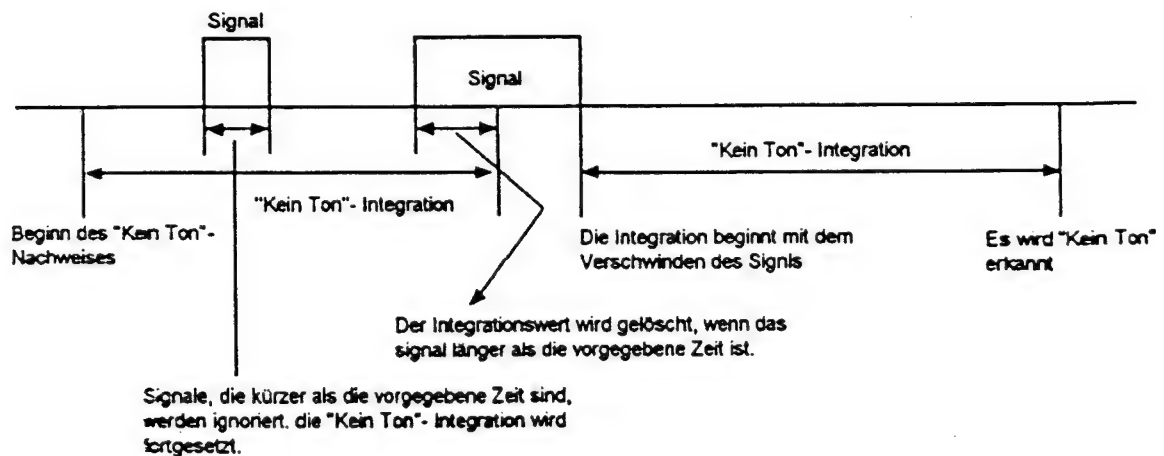 Signal
Signal
"Kein Ton"- Integration
"Kein Ton"- Integration
Beginn des "Kein Ton"-
Nachweises
Die Integration beginnt mit dem
Verschwinden des Signls
Es wird "Kein Ton"
erkannt
Der Integrationswert wird gelöscht, wenn das
signal länger als die vorgegebene Zeit ist.
Signale, die kürzer als die vorgegebene Zeit sind,
werden ignoriert. die "Kein Ton"- Integration wird
fortgesetzt.